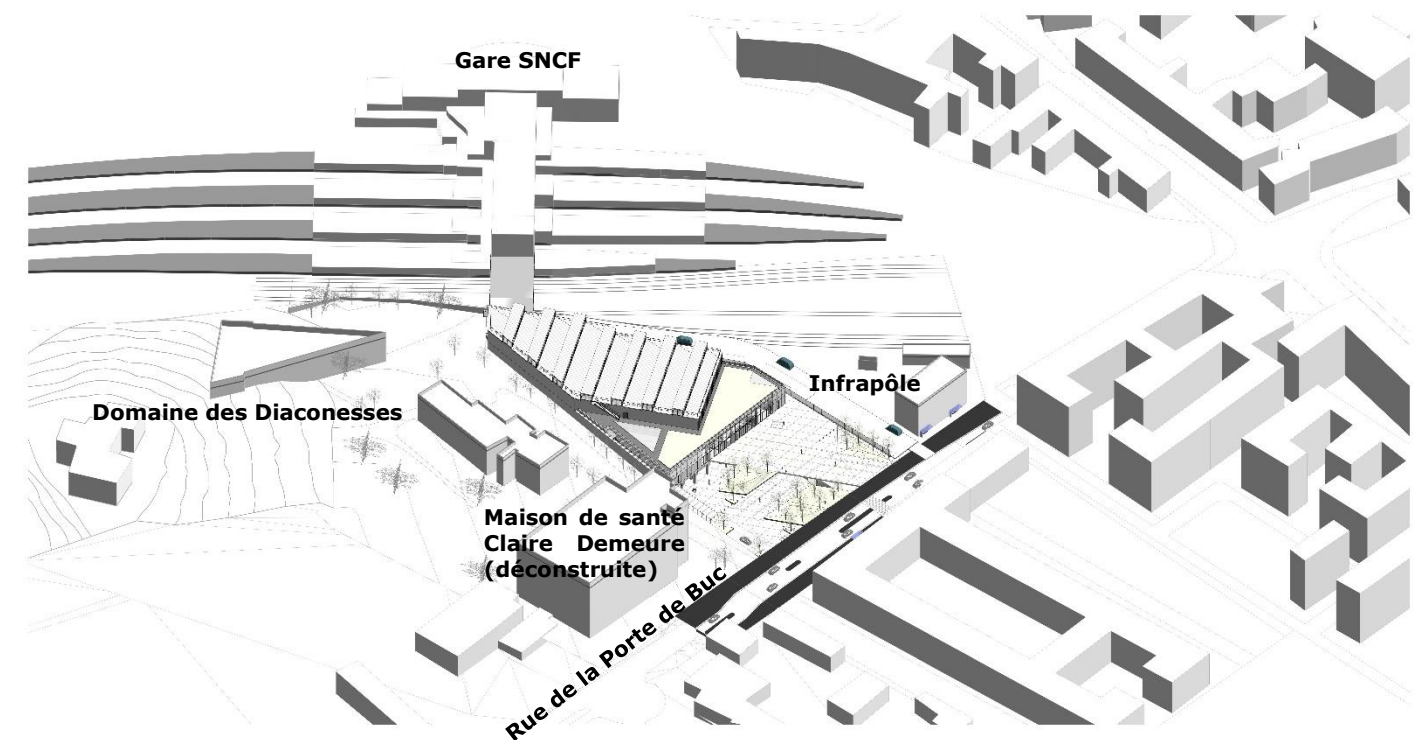 Gare SNCF
Infrapôle
Domaine des Diaconesses
Maison de santé
Claire Demeure
(déconstruite)
Rue de la Porte de Buc